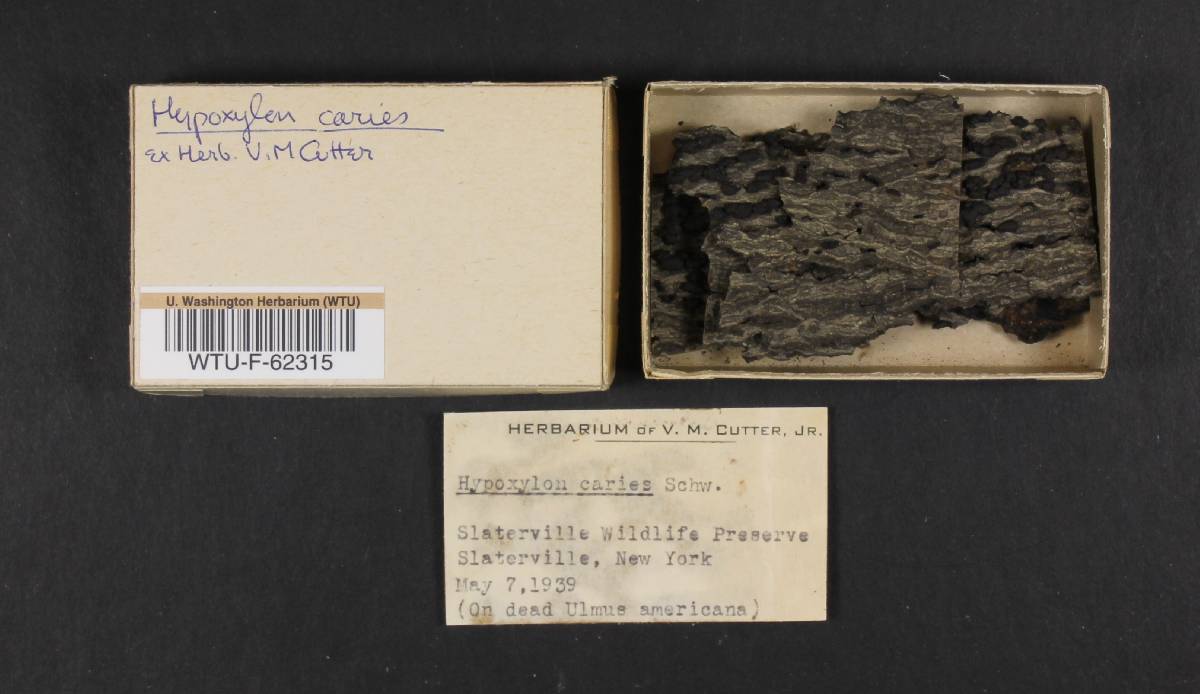 Hypoxylon caries
ex Herb. V. M Cutter
U. Washington Herbarium (WTU)
WTU-F-62315
HERBARIUM OF V. M. CUTTER, JR.
Hypoxylon caries Schw.
Slaterville Wildlife Preserve
Slaterville, New York
May 7,1939
(On dead Ulmus americana)